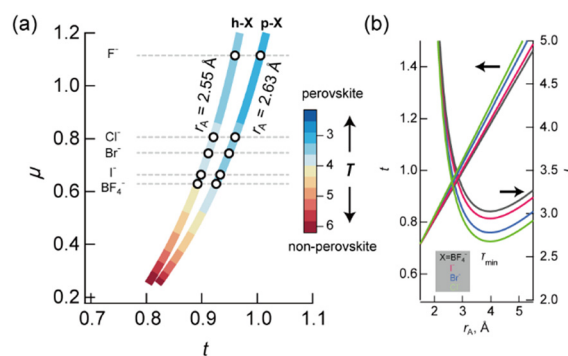 (a)
h-X p-X
1.2
1.0
0.8
0.6
0.4
0.2
μ
F⁻
Cl⁻
Br⁻
I⁻
BF₄⁻
r_A = 2.55 Å
r_A = 2.63 Å
perovskite
3
4
5
6
T
non-perovskite
0.7 0.8 0.9 1.0 1.1
t
(b)
1.4
1.2
1.0
0.8
0.6
t
5.0
4.5
4.0
3.5
3.0
2.5
2.0
X=BF₄⁻
I⁻
Br⁻
τ_min
2 3 4 5
r_A, Å